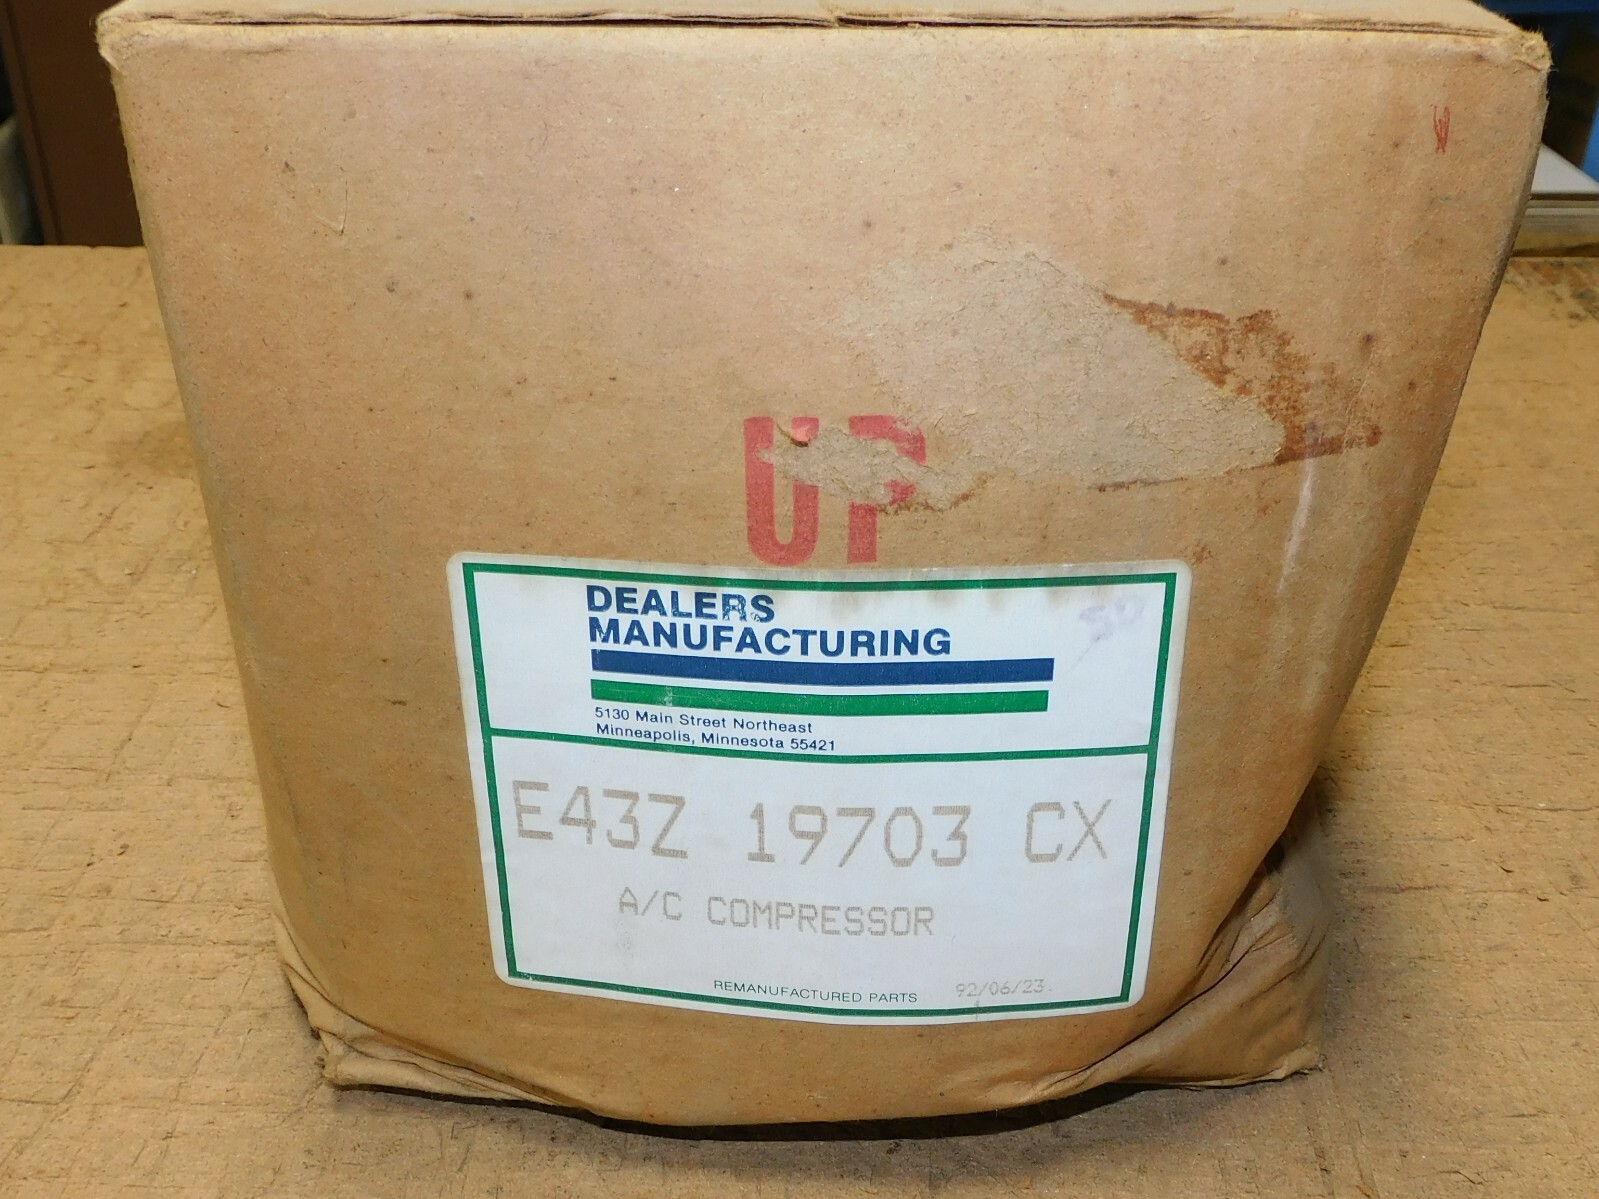 UP
DEALERS
MANUFACTURING
50
5130 Main Street Northeast
Minneapolis, Minnesota 55421
E43Z 19703 CX
A/C COMPRESSOR
REMANUFACTURED PARTS 92/06/23.